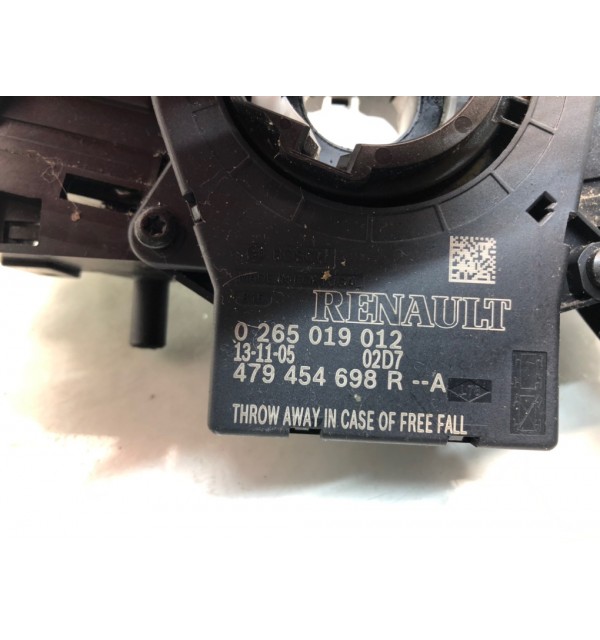 RENAULT
0 265 019 012
13-11-05 02D7
479 454 698 R --A
THROW AWAY IN CASE OF FREE FALL